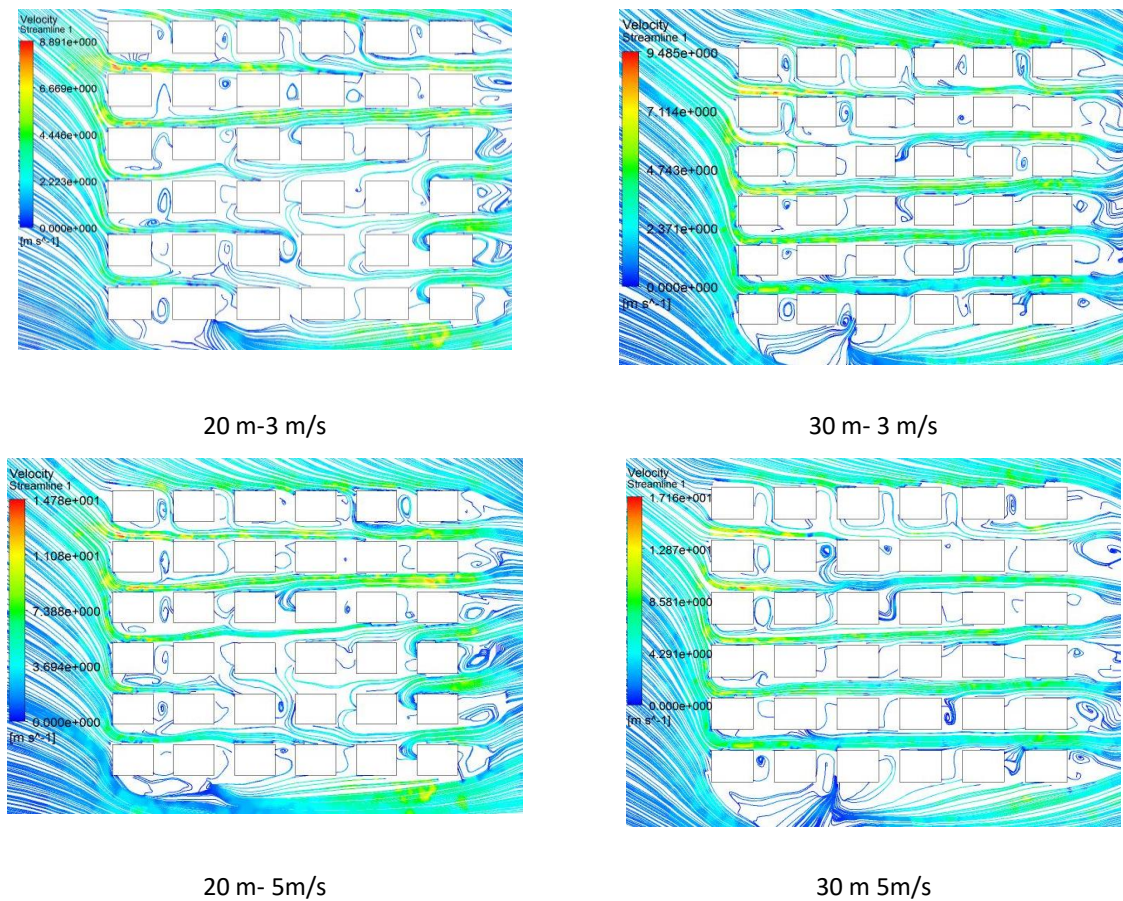 Velocity
Streamline 1
8.891e+000
6.669e+000
4.446e+000
2.223e+000
0.000e+000
[m s^-1]
Velocity
Streamline 1
9.485e+000
7.114e+000
4.743e+000
2.371e+000
0.000e+000
[m s^-1]
20 m-3 m/s
30 m- 3 m/s
Velocity
Streamline 1
1.478e+001
1.108e+001
7.388e+000
3.694e+000
0.000e+000
[m s^-1]
Velocity
Streamline 1
1.716e+001
1.287e+001
8.581e+000
4.291e+000
0.000e+000
[m s^-1]
20 m- 5m/s
30 m 5m/s